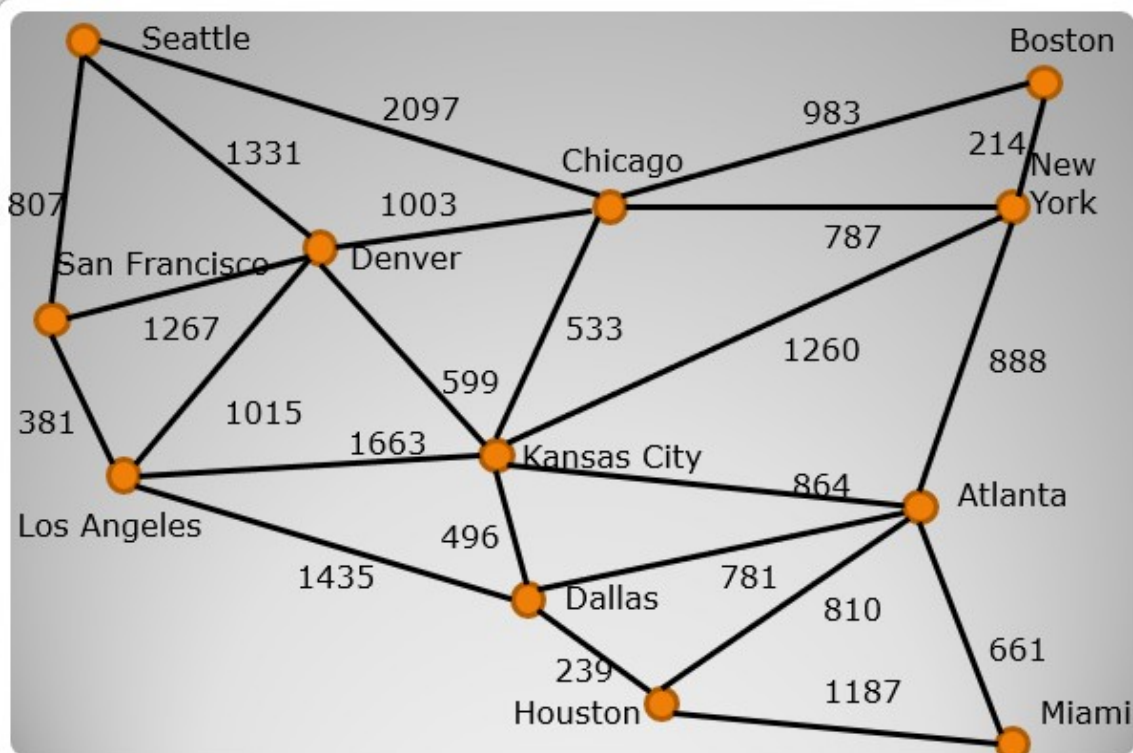 Seattle
Boston
2097
983
1331
Chicago
214
New
York
807
1003
787
San Francisco
Denver
1267
533
1260
888
599
381
1015
1663
Kansas City
864
Atlanta
Los Angeles
496
1435
781
Dallas
810
661
239
1187
Houston
Miami